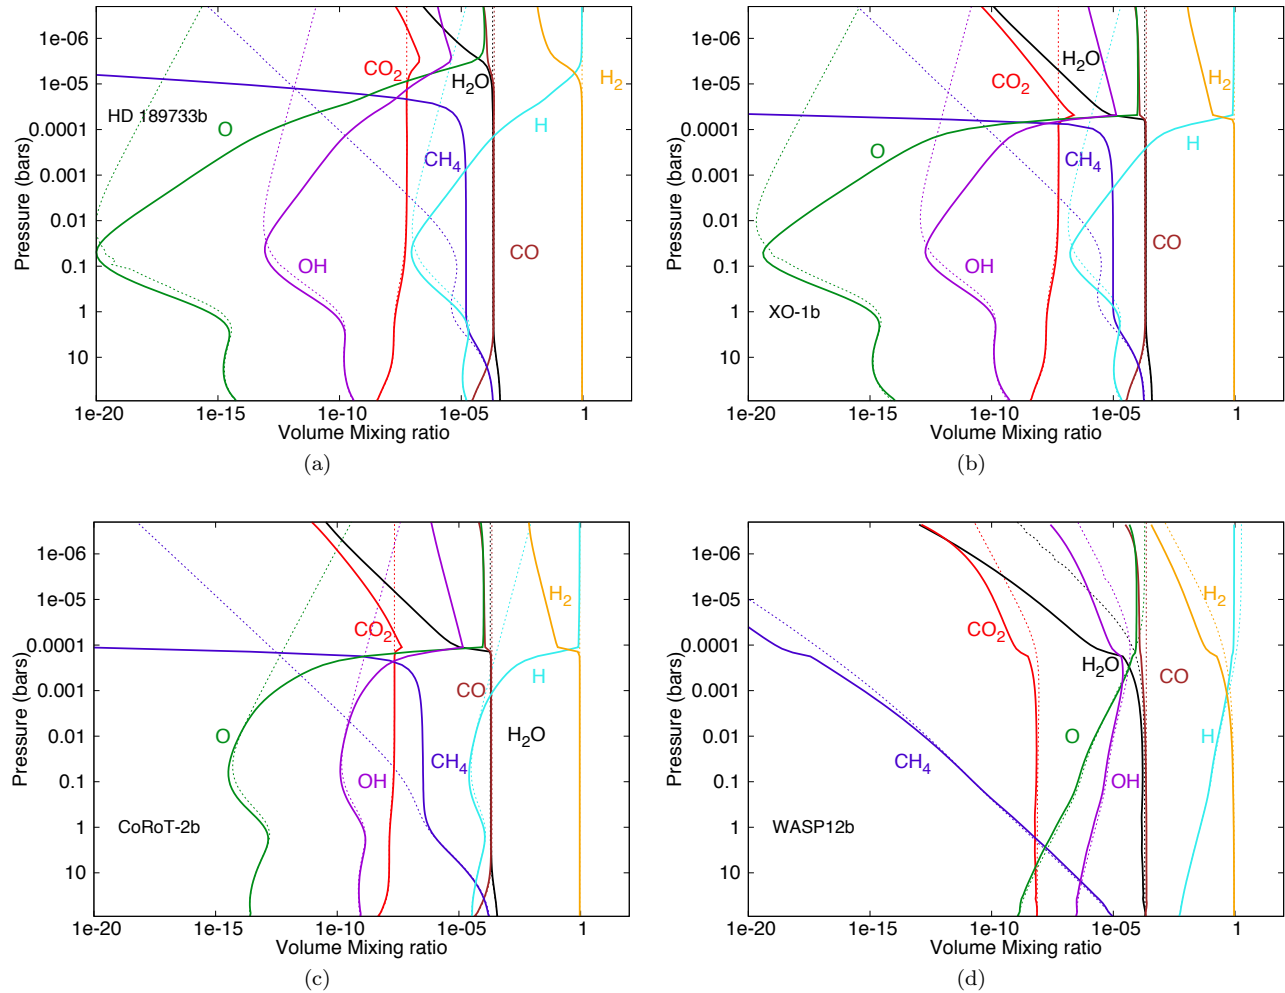 1e-06
1e-05
0.0001
0.001
0.01
0.1
1
10
Pressure (bars)
HD 189733b
O
OH
CO2
H2O
CH4
H
CO
H2
1e-20 1e-15 1e-10 1e-05 1
Volume Mixing ratio
(a)
1e-06
1e-05
0.0001
0.001
0.01
0.1
1
10
Pressure (bars)
XO-1b
O
OH
CO2
H2O
CH4
H
CO
H2
1e-20 1e-15 1e-10 1e-05 1
Volume Mixing ratio
(b)
1e-06
1e-05
0.0001
0.001
0.01
0.1
1
10
Pressure (bars)
CoRoT-2b
O
OH
CO2
CO
CH4
H2O
H
H2
1e-20 1e-15 1e-10 1e-05 1
Volume Mixing ratio
(c)
1e-06
1e-05
0.0001
0.001
0.01
0.1
1
10
Pressure (bars)
WASP12b
CH4
CO2
H2O
O
OH
CO
H
H2
1e-20 1e-15 1e-10 1e-05 1
Volume Mixing ratio
(d)